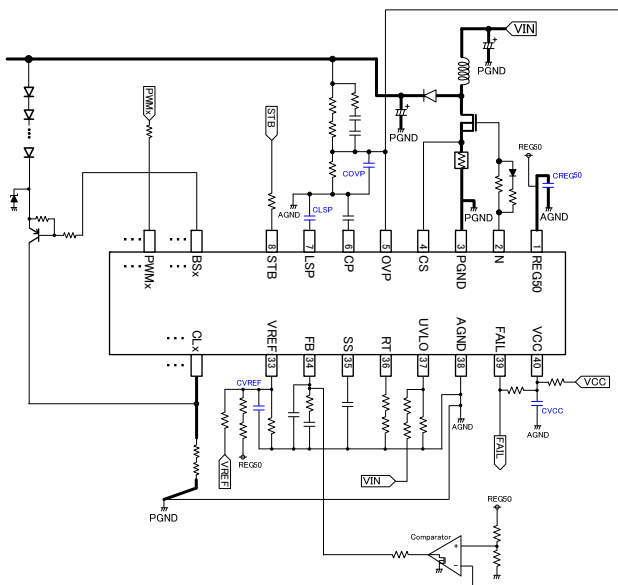 VIN
PGND
PGND
PWMx
STB
REG50
COVP
CREG50
AGND
CLSP
PGND
AGND
8
7
6
5
4
3
2
1
PWMx
BSx
STB
LSP
CP
OVP
CS
PGND
N
REG50
CLx
VREF
FB
SS
RT
UVLO
AGND
FAIL
VCC
33
34
35
36
37
38
39
40
CVREF
VCC
CVCC
AGND
AGND
VREF
REG50
VIN
FAIL
PGND
REG50
Comparator
+
-